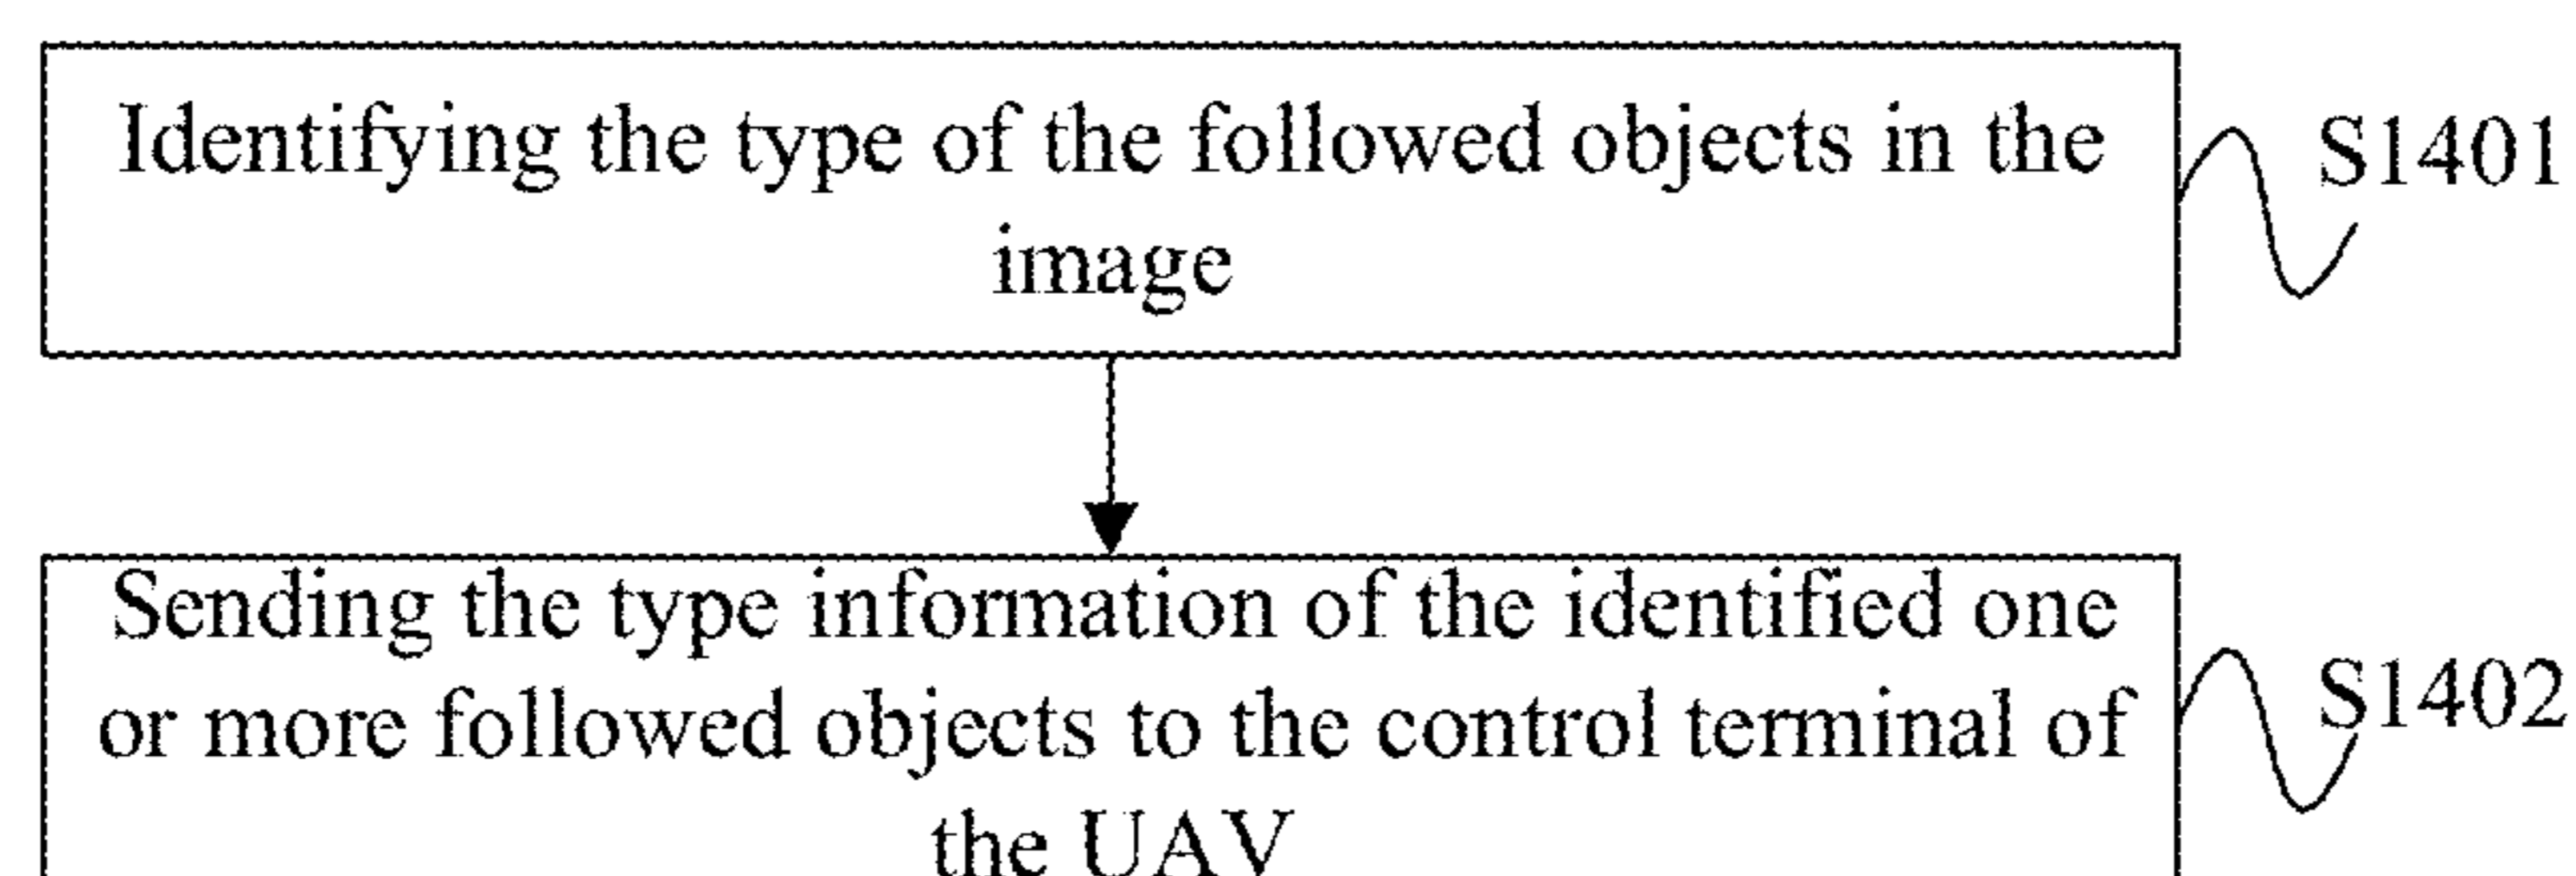 Identifying the type of the followed objects in the
image
S1401
Sending the type information of the identified one
or more followed objects to the control terminal of
the UAV
S1402